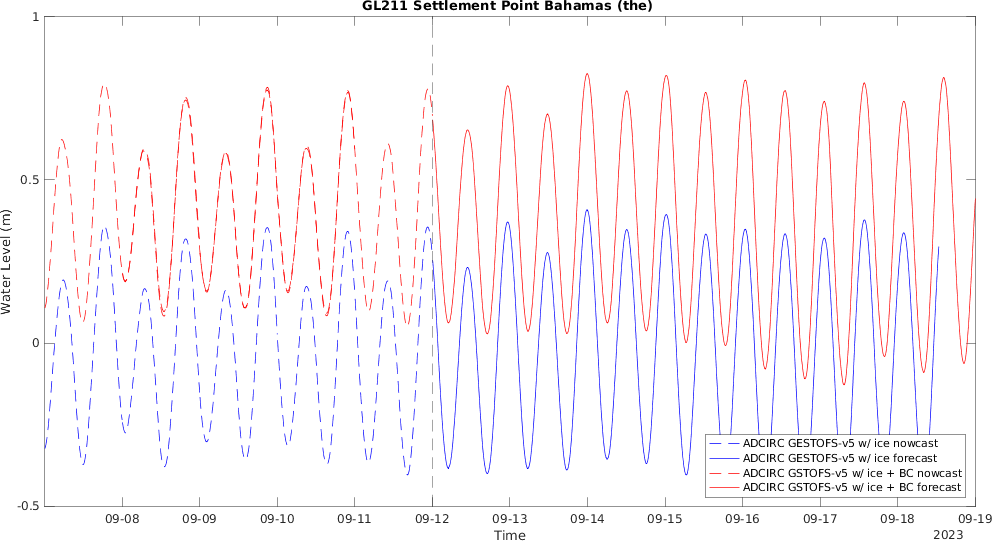 GL211 Settlement Point Bahamas (the)
1
0.5
0
-0.5
Water Level (m)
09-08 09-09 09-10 09-11 09-12 09-13 09-14 09-15 09-16 09-17 09-18 09-19
Time
2023
ADCIRC GESTOFS-v5 w/ ice nowcast
ADCIRC GESTOFS-v5 w/ ice forecast
ADCIRC GSTOFS-v5 w/ ice + BC nowcast
ADCIRC GSTOFS-v5 w/ ice + BC forecast